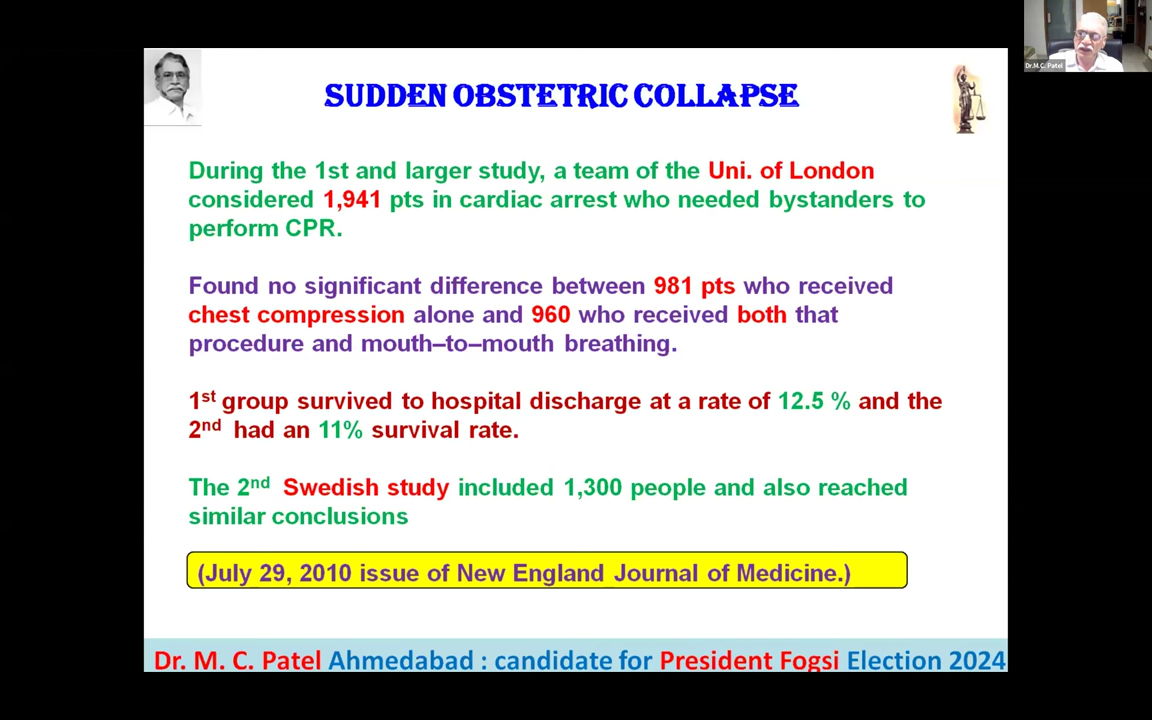 Dr.M.C. Patel
SUDDEN OBSTETRIC COLLAPSE
During the 1st and larger study, a team of the Uni. of London
considered 1,941 pts in cardiac arrest who needed bystanders to
perform CPR.
Found no significant difference between 981 pts who received
chest compression alone and 960 who received both that
procedure and mouth–to–mouth breathing.
1st group survived to hospital discharge at a rate of 12.5 % and the
2nd had an 11% survival rate.
The 2nd Swedish study included 1,300 people and also reached
similar conclusions
(July 29, 2010 issue of New England Journal of Medicine.)
Dr. M. C. Patel Ahmedabad : candidate for President Fogsi Election 2024